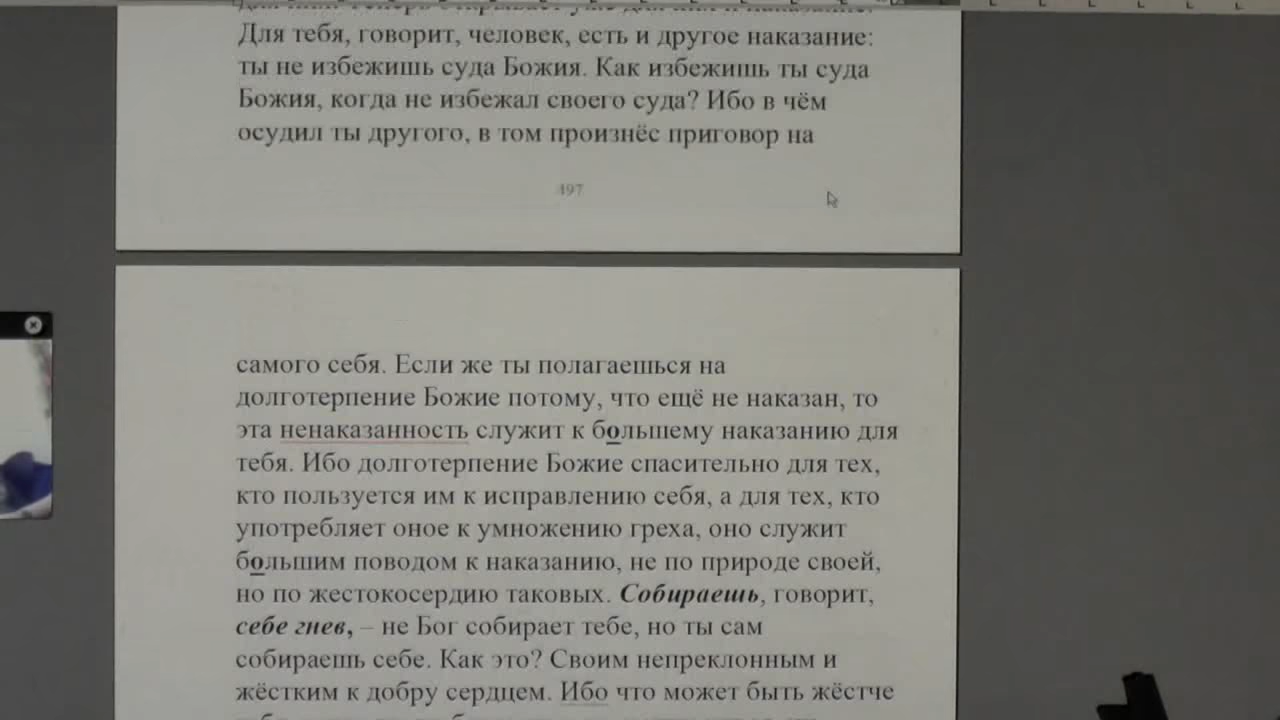 Для тебя, говорит, человек, есть и другое наказание:
ты не избежишь суда Божия. Как избежишь ты суда
Божия, когда не избежал своего суда? Ибо в чём
осудил ты другого, в том произнёс приговор на
497
самого себя. Если же ты полагаешься на
долготерпение Божие потому, что ещё не наказан, то
эта ненаказанность служит к большему наказанию для
тебя. Ибо долготерпение Божие спасительно для тех,
кто пользуется им к исправлению себя, а для тех, кто
употребляет оное к умножению греха, оно служит
большим поводом к наказанию, не по природе своей,
но по жестокосердию таковых. Собираешь, говорит,
себе гнев, – не Бог собирает тебе, но ты сам
собираешь себе. Как это? Своим непреклонным и
жёстким к добру сердцем. Ибо что может быть жёстче